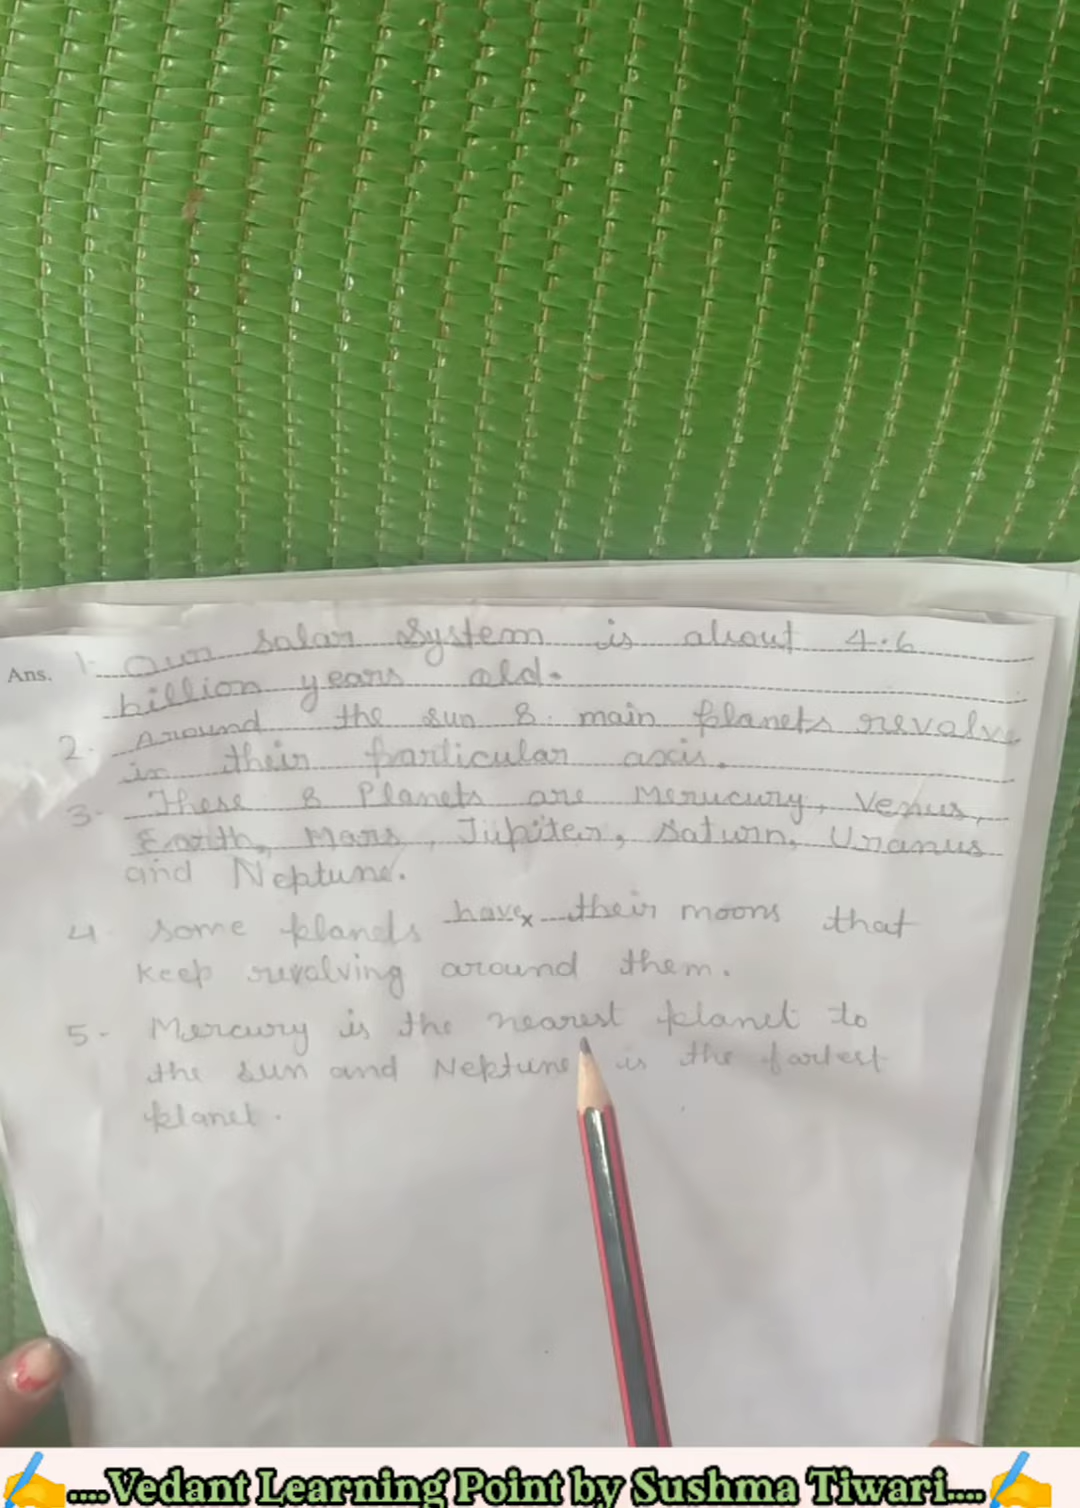 Ans. 1. Our solar System is about 4.6
billion years old.
2. Around the sun 8 main planets revolve
in their particular axis.
3. These 8 Planets are Merucury, Venus,
Earth, Mars, Jupiter, Saturn, Uranus
and Neptune.
4 Some planets have x their moons that
keep revolving around them.
5- Mercury is the nearest planet to
the sun and Neptune is the fartest
planet.
....Vedant Learning Point by Sushma Tiwari....